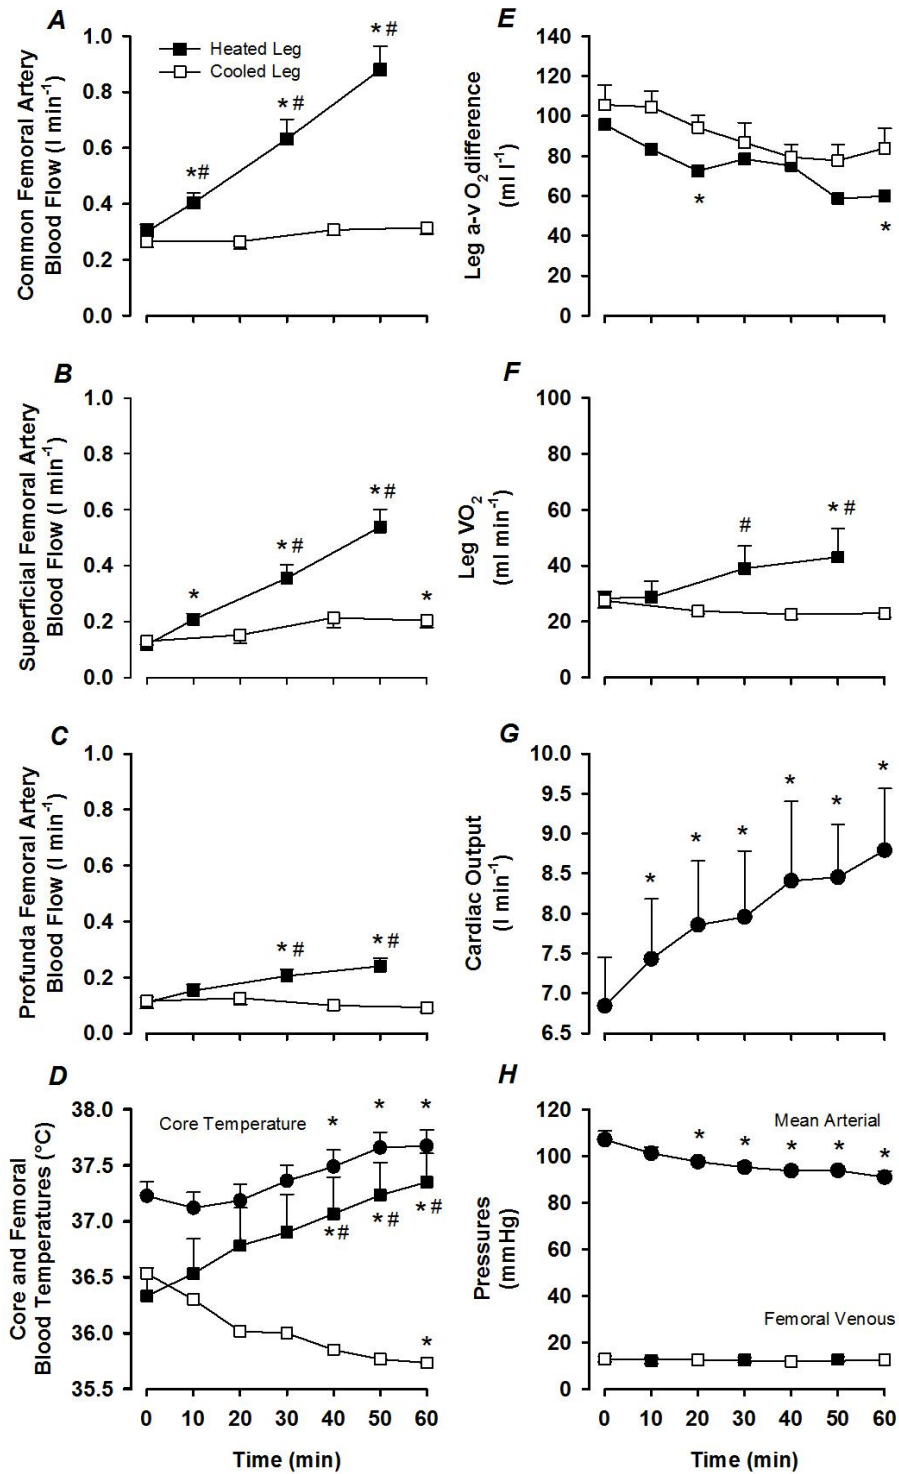 A
Common Femoral Artery
Blood Flow (l min-1)
1.0
0.8
0.6
0.4
0.2
0.0
Heated Leg
Cooled Leg
*#
*#
*#
B
Superficial Femoral Artery
Blood Flow (l min-1)
1.0
0.8
0.6
0.4
0.2
0.0
*
*#
*#
*
C
Profunda Femoral Artery
Blood Flow (l min-1)
1.0
0.8
0.6
0.4
0.2
0.0
*#
*#
D
Core and Femoral
Blood Temperatures (°C)
38.0
37.5
37.0
36.5
36.0
35.5
Core Temperature
* * *
*# *# *#
*
0 10 20 30 40 50 60
Time (min)
E
Leg a-v O2difference
(ml l-1)
140
120
100
80
60
40
20
0
*
*
F
Leg VO2
(ml min-1)
100
80
60
40
20
0
#
*#
G
Cardiac Output
(l min-1)
10.0
9.5
9.0
8.5
8.0
7.5
7.0
6.5
* * * * * *
H
Pressures
(mmHg)
120
100
80
60
40
20
0
Mean Arterial
* * * * *
Femoral Venous
0 10 20 30 40 50 60
Time (min)